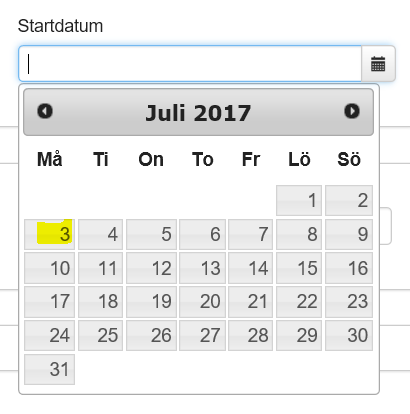 Startdatum
Juli 2017
Må Ti On To Fr Lö Sö
1 2
3 4 5 6 7 8 9
10 11 12 13 14 15 16
17 18 19 20 21 22 23
24 25 26 27 28 29 30
31